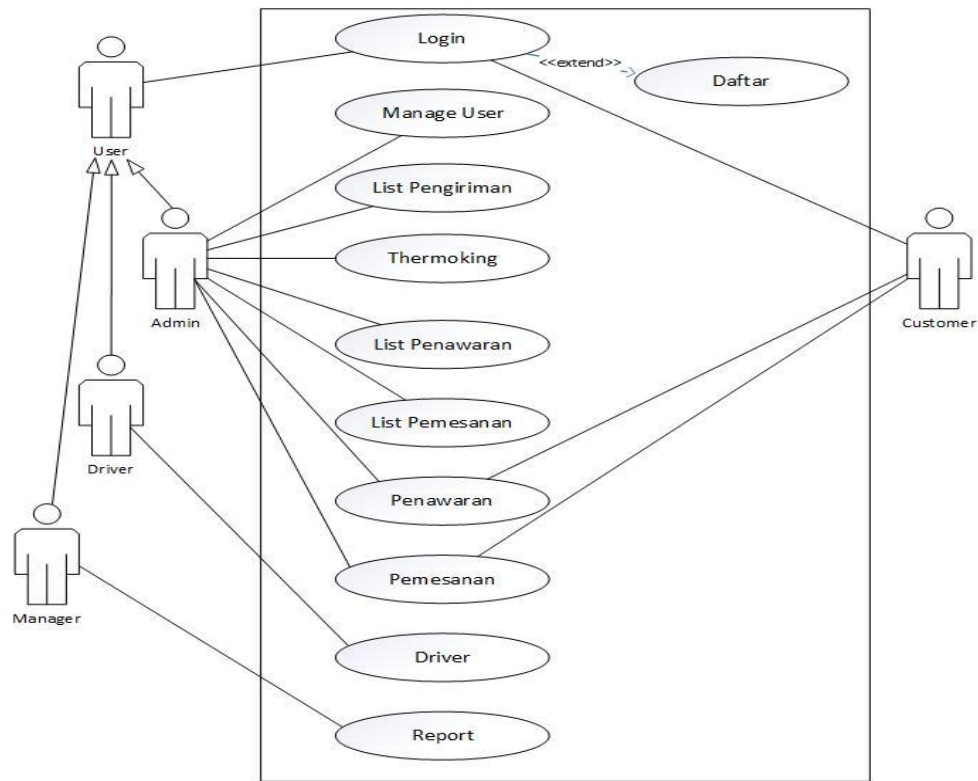 Login
<<extend>>
Daftar
Manage User
User
List Pengiriman
Thermoking
Admin
Customer
List Penawaran
List Pemesanan
Driver
Penawaran
Pemesanan
Manager
Driver
Report